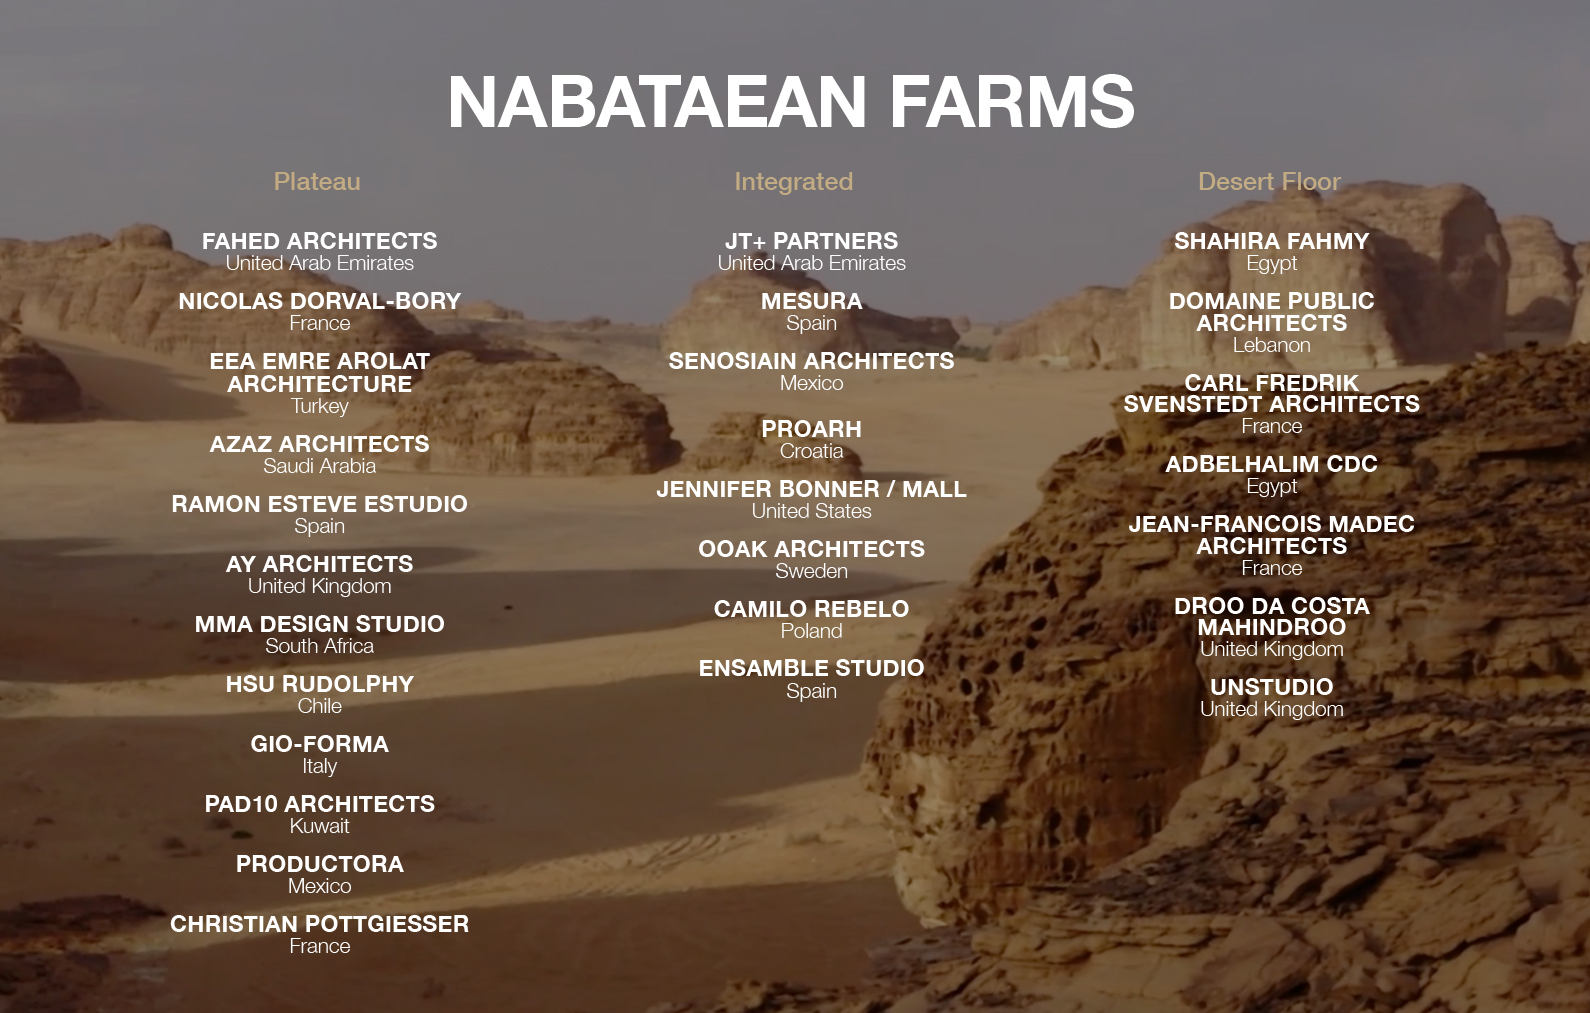 NABATAEAN FARMS
Plateau
FAHED ARCHITECTS
United Arab Emirates
NICOLAS DORVAL-BORY
France
EEA EMRE AROLAT
ARCHITECTURE
Turkey
AZAZ ARCHITECTS
Saudi Arabia
RAMON ESTEVE ESTUDIO
Spain
AY ARCHITECTS
United Kingdom
MMA DESIGN STUDIO
South Africa
HSU RUDOLPHY
Chile
GIO-FORMA
Italy
PAD10 ARCHITECTS
Kuwait
PRODUCTORA
Mexico
CHRISTIAN POTTGIESSER
France
Integrated
JT+ PARTNERS
United Arab Emirates
MESURA
Spain
SENOSIAIN ARCHITECTS
Mexico
PROARH
Croatia
JENNIFER BONNER / MALL
United States
OOAK ARCHITECTS
Sweden
CAMILO REBELO
Poland
ENSAMBLE STUDIO
Spain
Desert Floor
SHAHIRA FAHMY
Egypt
DOMAINE PUBLIC
ARCHITECTS
Lebanon
CARL FREDRIK
SVENSTEDT ARCHITECTS
France
ADBELHALIM CDC
Egypt
JEAN-FRANCOIS MADEC
ARCHITECTS
France
DROO DA COSTA
MAHINDROO
United Kingdom
UNSTUDIO
United Kingdom